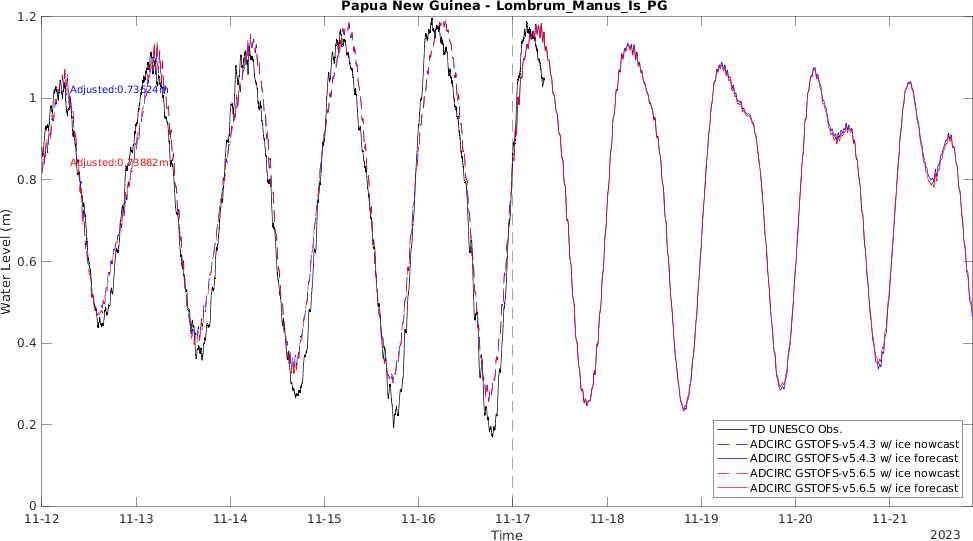 Papua New Guinea - Lombrum_Manus_Is_PG
1.2
1
0.8
0.6
0.4
0.2
0
Water Level (m)
Adjusted:0.73524m
Adjusted:0.73882m
TD UNESCO Obs.
ADCIRC GSTOFS-v5.4.3 w/ ice nowcast
ADCIRC GSTOFS-v5.4.3 w/ ice forecast
ADCIRC GSTOFS-v5.6.5 w/ ice nowcast
ADCIRC GSTOFS-v5.6.5 w/ ice forecast
11-12 11-13 11-14 11-15 11-16 11-17 11-18 11-19 11-20 11-21
Time
2023